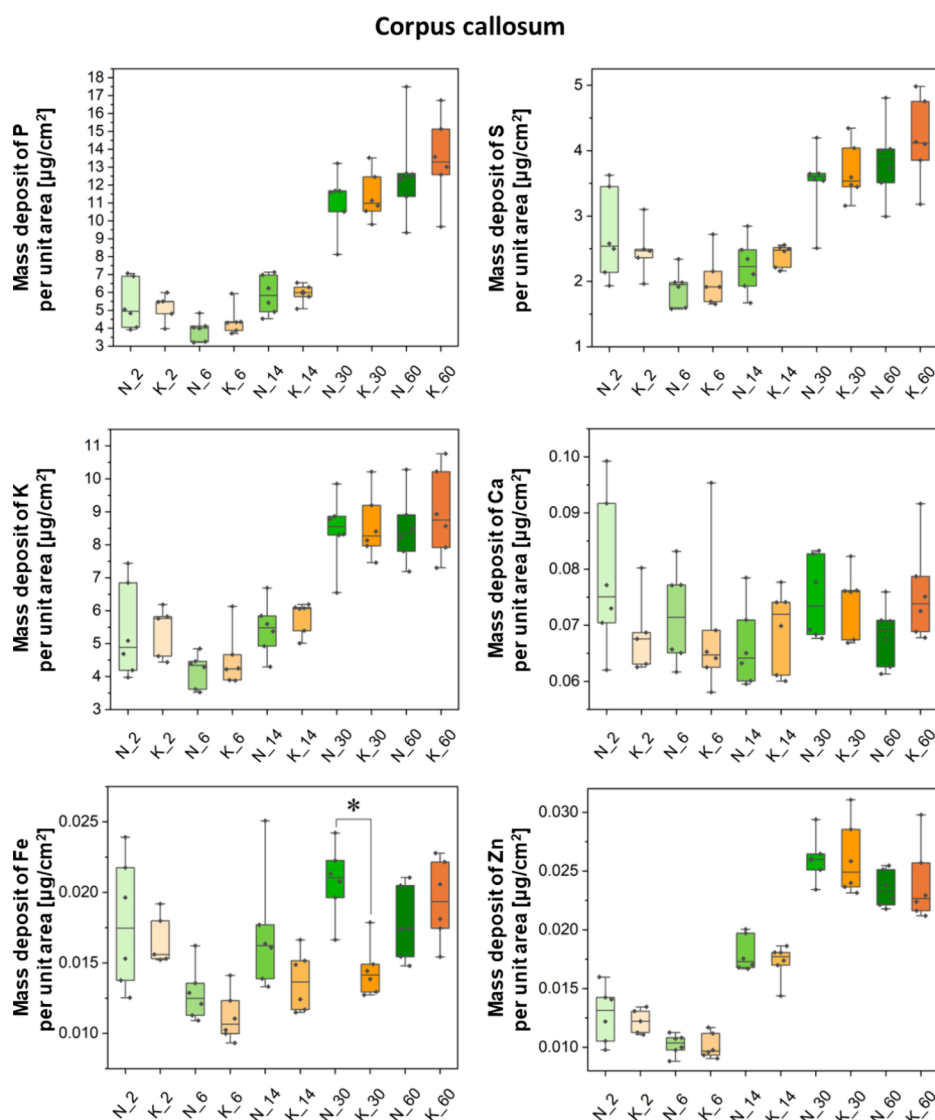 Corpus callosum
Mass deposit of P
per unit area [µg/cm²]
18
17
16
15
14
13
12
11
10
9
8
7
6
5
4
3
N_2 K_2 N_6 K_6 N_14 K_14 N_30 K_30 N_60 K_60
Mass deposit of S
per unit area [µg/cm²]
5
4
3
2
1
N_2 K_2 N_6 K_6 N_14 K_14 N_30 K_30 N_60 K_60
Mass deposit of K
per unit area [µg/cm²]
11
10
9
8
7
6
5
4
3
N_2 K_2 N_6 K_6 N_14 K_14 N_30 K_30 N_60 K_60
Mass deposit of Ca
per unit area [µg/cm²]
0.10
0.09
0.08
0.07
0.06
N_2 K_2 N_6 K_6 N_14 K_14 N_30 K_30 N_60 K_60
Mass deposit of Fe
per unit area [µg/cm²]
0.025
0.020
0.015
0.010
*
N_2 K_2 N_6 K_6 N_14 K_14 N_30 K_30 N_60 K_60
Mass deposit of Zn
per unit area [µg/cm²]
0.030
0.025
0.020
0.015
0.010
N_2 K_2 N_6 K_6 N_14 K_14 N_30 K_30 N_60 K_60